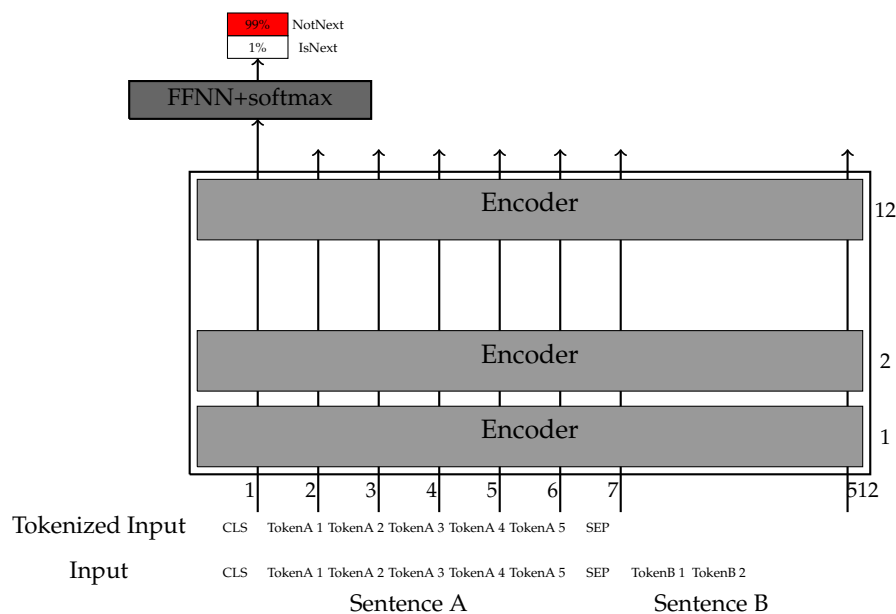 99% NotNext
1% IsNext
FFNN+softmax
Encoder 12
Encoder 2
Encoder 1
1 2 3 4 5 6 7 512
Tokenized Input CLS TokenA 1 TokenA 2 TokenA 3 TokenA 4 TokenA 5 SEP
Input CLS TokenA 1 TokenA 2 TokenA 3 TokenA 4 TokenA 5 SEP TokenB 1 TokenB 2
Sentence A Sentence B